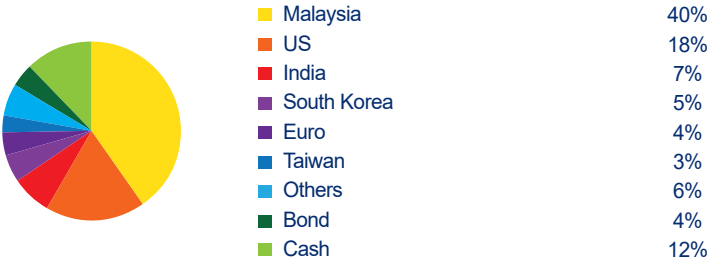 Malaysia 40%
US 18%
India 7%
South Korea 5%
Euro 4%
Taiwan 3%
Others 6%
Bond 4%
Cash 12%